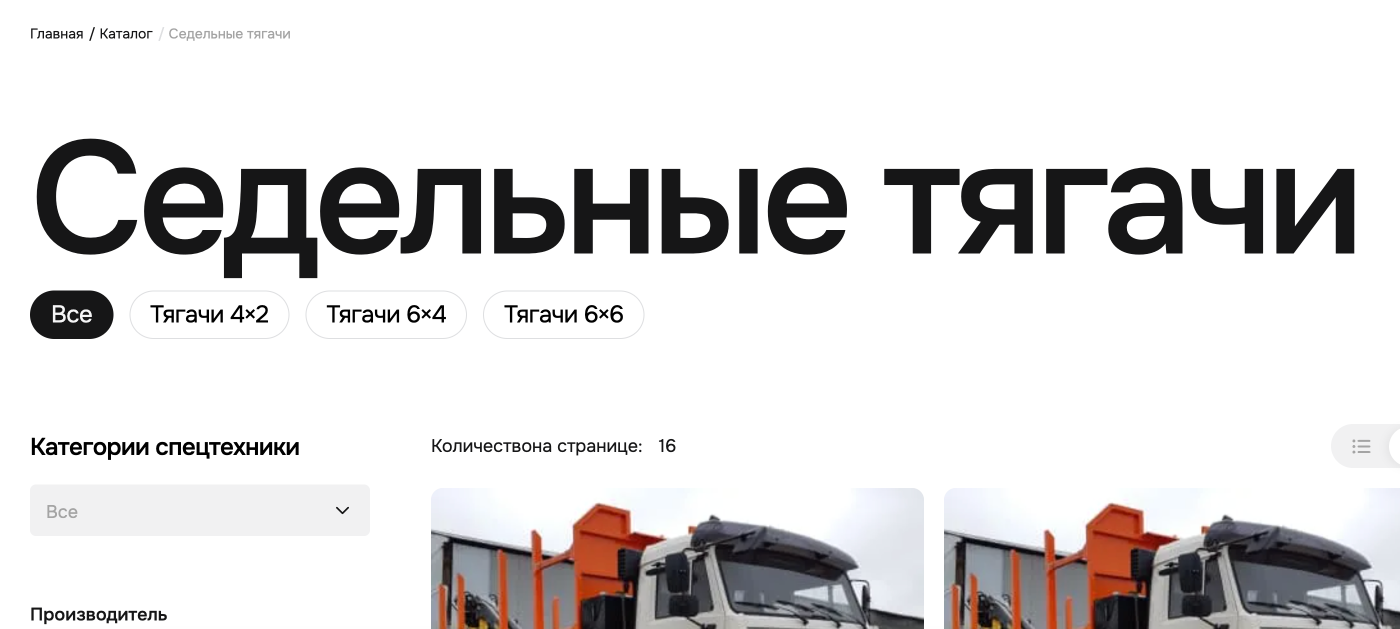 Главная / Каталог / Седельные тягачи
Седельные тягачи
Все Тягачи 4×2 Тягачи 6×4 Тягачи 6×6
Категории спецтехники
Количествона странице: 16
Все
Производитель